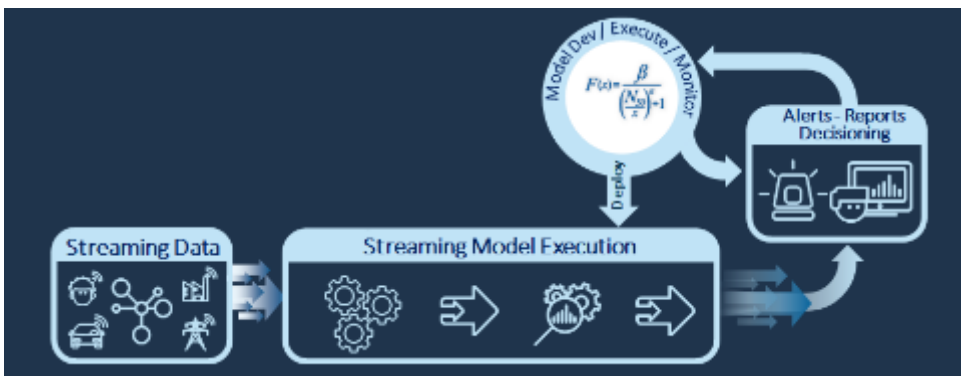 Model Dev / Execute / Monitor
F(x)=
β
Alerts - Reports
Decisioning
Deploy
Streaming Data
Streaming Model Execution